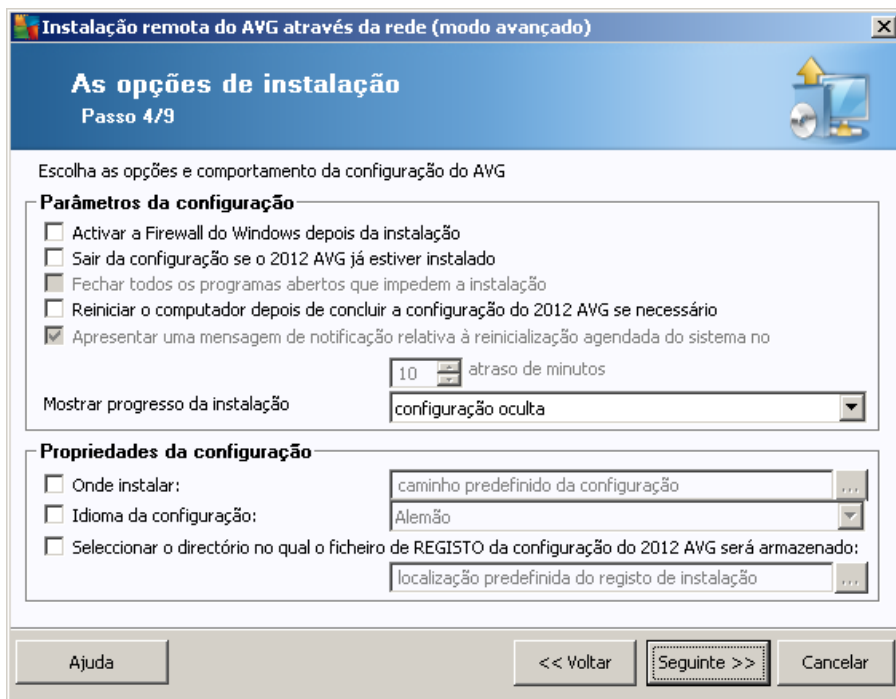 Instalação remota do AVG através da rede (modo avançado)
As opções de instalação
Passo 4/9
Escolha as opções e comportamento da configuração do AVG
Parâmetros da configuração
Activar a Firewall do Windows depois da instalação
Sair da configuração se o 2012 AVG já estiver instalado
Fechar todos os programas abertos que impedem a instalação
Reiniciar o computador depois de concluir a configuração do 2012 AVG se necessário
Apresentar uma mensagem de notificação relativa à reinicialização agendada do sistema no
10 atraso de minutos
Mostrar progresso da instalação configuração oculta
Propriedades da configuração
Onde instalar: caminho predefinido da configuração ...
Idioma da configuração: Alemão
Seleccionar o directório no qual o ficheiro de REGISTO da configuração do 2012 AVG será armazenado:
localização predefinida do registo de instalação ...
Ajuda << Voltar Seguinte >> Cancelar